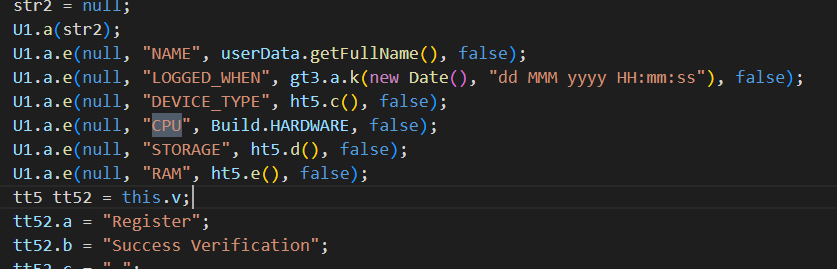 str2 = null;
U1.a(str2);
U1.a.e(null, "NAME", userData.getFullName(), false);
U1.a.e(null, "LOGGED_WHEN", gt3.a.k(new Date(), "dd MMM yyyy HH:mm:ss"), false);
U1.a.e(null, "DEVICE_TYPE", ht5.c(), false);
U1.a.e(null, "CPU", Build.HARDWARE, false);
U1.a.e(null, "STORAGE", ht5.d(), false);
U1.a.e(null, "RAM", ht5.e(), false);
tt5 tt52 = this.v;
tt52.a = "Register";
tt52.b = "Success Verification";